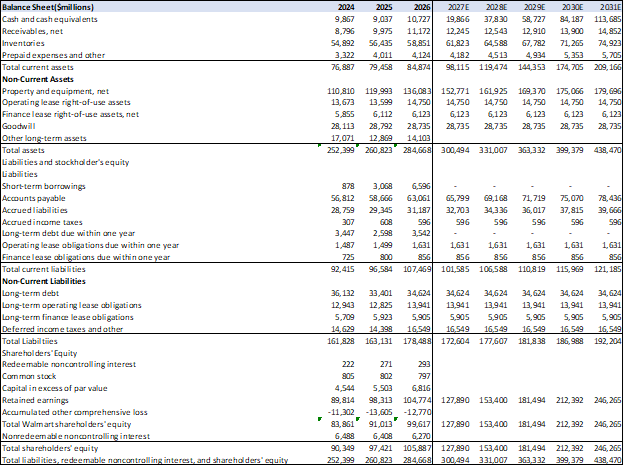 Balance Sheet($millions) 2024 2025 2026 2027E 2028E 2029E 2030E 2031E
Cash and cash equivalents 9,867 9,037 10,727 19,866 37,830 58,727 84,187 113,685
Receivables, net 8,796 9,975 11,172 12,245 12,543 12,910 13,900 14,852
Inventories 54,892 56,435 58,851 61,823 64,588 67,782 71,265 74,923
Prepaid expenses and other 3,322 4,011 4,124 4,182 4,513 4,934 5,353 5,705
Total current assets 76,887 79,458 84,874 98,115 119,474 144,353 174,705 209,166
Non-Current Assets
Property and equipment, net 110,810 119,993 136,083 152,771 161,925 169,370 175,066 179,696
Operating lease right-of-use assets 13,673 13,599 14,750 14,750 14,750 14,750 14,750 14,750
Finance lease right-of-use assets, net 5,855 6,112 6,123 6,123 6,123 6,123 6,123 6,123
Goodwill 28,113 28,792 28,735 28,735 28,735 28,735 28,735 28,735
Other long-term assets 17,071 12,869 14,103
Total assets 252,399 260,823 284,668 300,494 331,007 363,332 399,379 438,470
Liabilities and stockholder's equity
Liabilities
Short-term borrowings 878 3,068 6,596 - - - - -
Accounts payable 56,812 58,666 63,061 65,799 69,168 71,719 75,070 78,436
Accrued liabilities 28,759 29,345 31,187 32,703 34,336 36,017 37,815 39,666
Accrued income taxes 307 608 596 596 596 596 596 596
Long-term debt due within one year 3,447 2,598 3,542 - - - - -
Operating lease obligations due within one year 1,487 1,499 1,631 1,631 1,631 1,631 1,631 1,631
Finance lease obligations due within one year 725 800 856 856 856 856 856 856
Total current liabilities 92,415 96,584 107,469 101,585 106,588 110,819 115,969 121,185
Non-Current Liabilities
Long-term debt 36,132 33,401 34,624 34,624 34,624 34,624 34,624 34,624
Long-term operating lease obligations 12,943 12,825 13,941 13,941 13,941 13,941 13,941 13,941
Long-term finance lease obligations 5,709 5,923 5,905 5,905 5,905 5,905 5,905 5,905
Deferred income taxes and other 14,629 14,398 16,549 16,549 16,549 16,549 16,549 16,549
Total Liabiltiies 161,828 163,131 178,488 172,604 177,607 181,838 186,988 192,204
Shareholders' Equity
Redeemable noncontrolling interest 222 271 293
Common stock 805 802 797
Capital in excess of par value 4,544 5,503 6,816
Retained earnings 89,814 98,313 104,774 127,890 153,400 181,494 212,392 246,265
Accumulated other comprehensive loss -11,302 -13,605 -12,770
Total Walmart shareholders' equity 83,861 91,013 99,617 127,890 153,400 181,494 212,392 246,265
Nonredeemable noncontrolling interest 6,488 6,408 6,270
Total shareholders' equity 90,349 97,421 105,887 127,890 153,400 181,494 212,392 246,265
Total liabilities, redeemable noncontrolling interest, and shareholders' equity 252,399 260,823 284,668 300,494 331,007 363,332 399,379 438,470